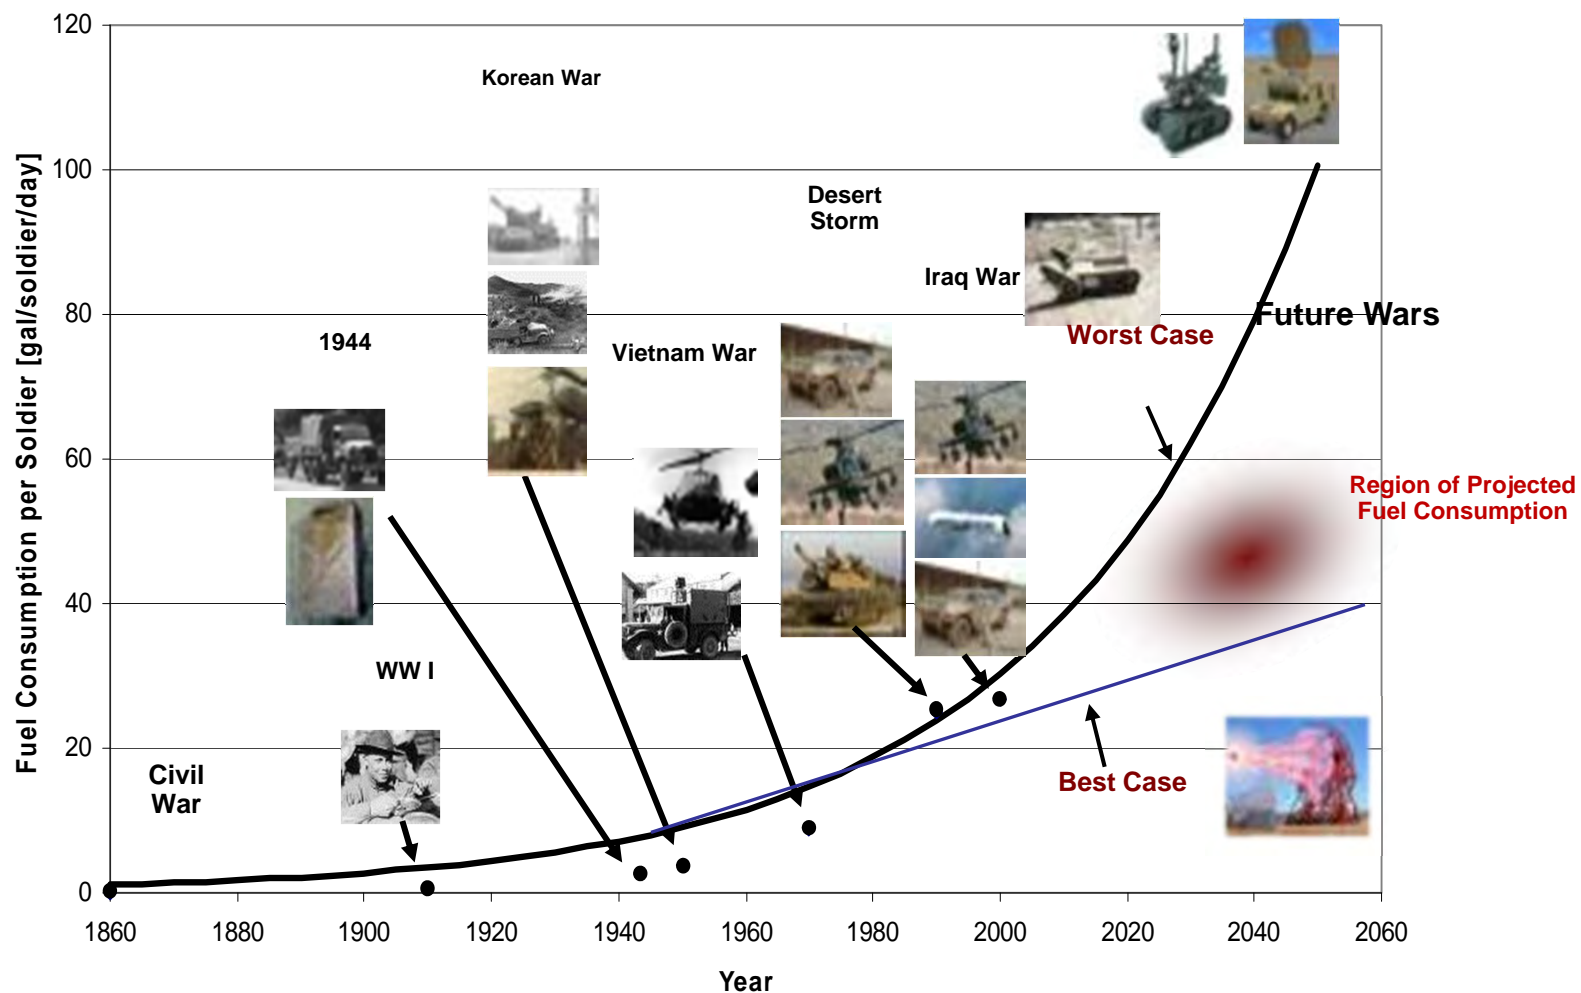 120
Korean War
100
Desert
Storm
Iraq War
80
Future Wars
Worst Case
1944
Vietnam War
60
Region of Projected
Fuel Consumption
40
WW I
20
Civil
War
Best Case
0
1860
1880
1900
1920
1940
1960
1980
2000
2020
2040
2060
Year
Fuel Consumption per Soldier [gal/soldier/day]